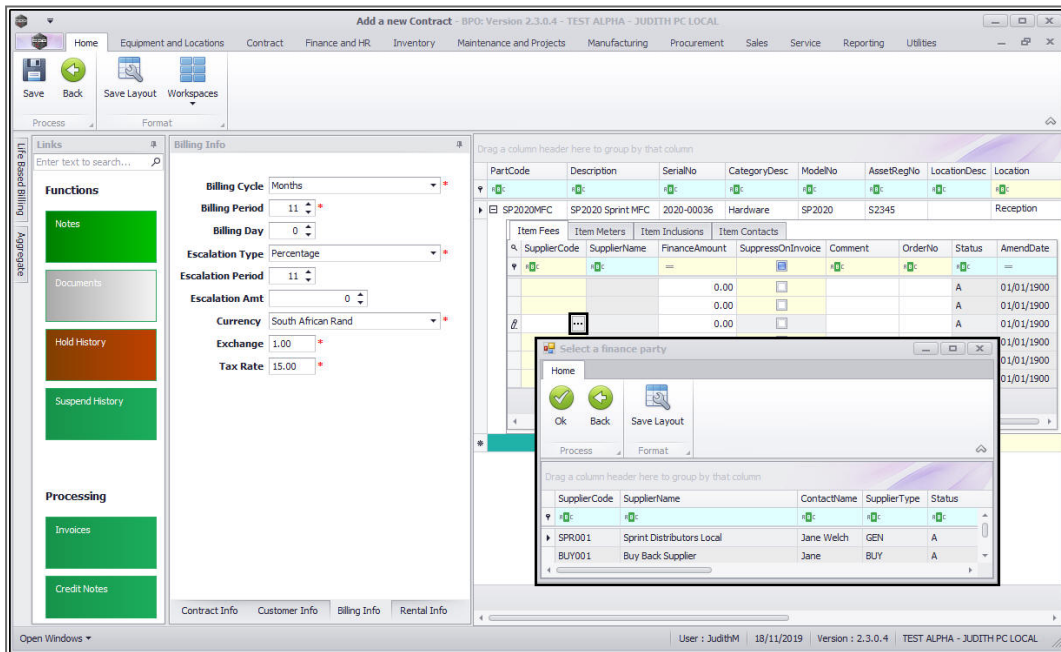 Add a new Contract - BPO: Version 2.3.0.4 - TEST ALPHA - JUDITH PC LOCAL
Home Equipment and Locations Contract Finance and HR Inventory Maintenance and Projects Manufacturing Procurement Sales Service Reporting Utilities
Save Back Save Layout Workspaces
Process Format
Life Based Billing
Aggregate
Links
Enter text to search...
Functions
Notes
Documents
Hold History
Suspend History
Processing
Invoices
Credit Notes
Billing Info
Billing Cycle Months *
Billing Period 11 *
Billing Day 0
Escalation Type Percentage *
Escalation Period 11
Escalation Amt 0
Currency South African Rand *
Exchange 1.00 *
Tax Rate 15.00 *
Contract Info Customer Info Billing Info Rental Info
Drag a column header here to group by that column
PartCode Description SerialNo CategoryDesc ModelNo AssetRegNo LocationDesc Location
SP2020MFC SP2020 Sprint MFC 2020-00036 Hardware SP2020 S2345 Reception
Item Fees Item Meters Item Inclusions Item Contacts
SupplierCode SupplierName FinanceAmount SuppressOnInvoice Comment OrderNo Status AmendDate
0.00 A 01/01/1900
0.00 A 01/01/1900
... 0.00 A 01/01/1900
01/01/1900
01/01/1900
01/01/1900
Select a finance party
Home
Ok Back Save Layout
Process Format
Drag a column header here to group by that column
SupplierCode SupplierName ContactName SupplierType Status
SPR001 Sprint Distributors Local Jane Welch GEN A
BUY001 Buy Back Supplier Jane BUY A
Open Windows
User : JudithM 18/11/2019 Version : 2.3.0.4 TEST ALPHA - JUDITH PC LOCAL